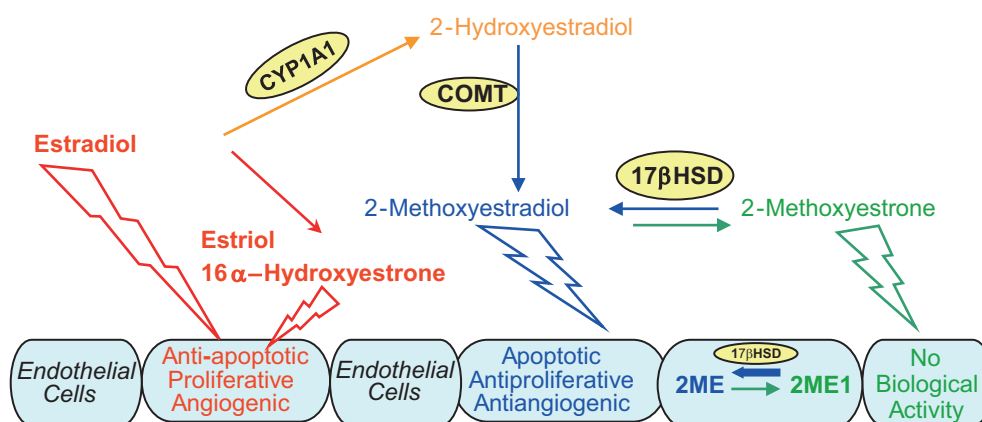 2-Hydroxyestradiol
CYP1A1
COMT
Estradiol
17βHSD
2-Methoxyestradiol
2-Methoxyestrone
Estriol
16α–Hydroxyestrone
Endothelial
Cells
Anti-apoptotic
Proliferative
Angiogenic
Endothelial
Cells
Apoptotic
Antiproliferative
Antiangiogenic
17βHSD
2ME 2ME1
No
Biological
Activity